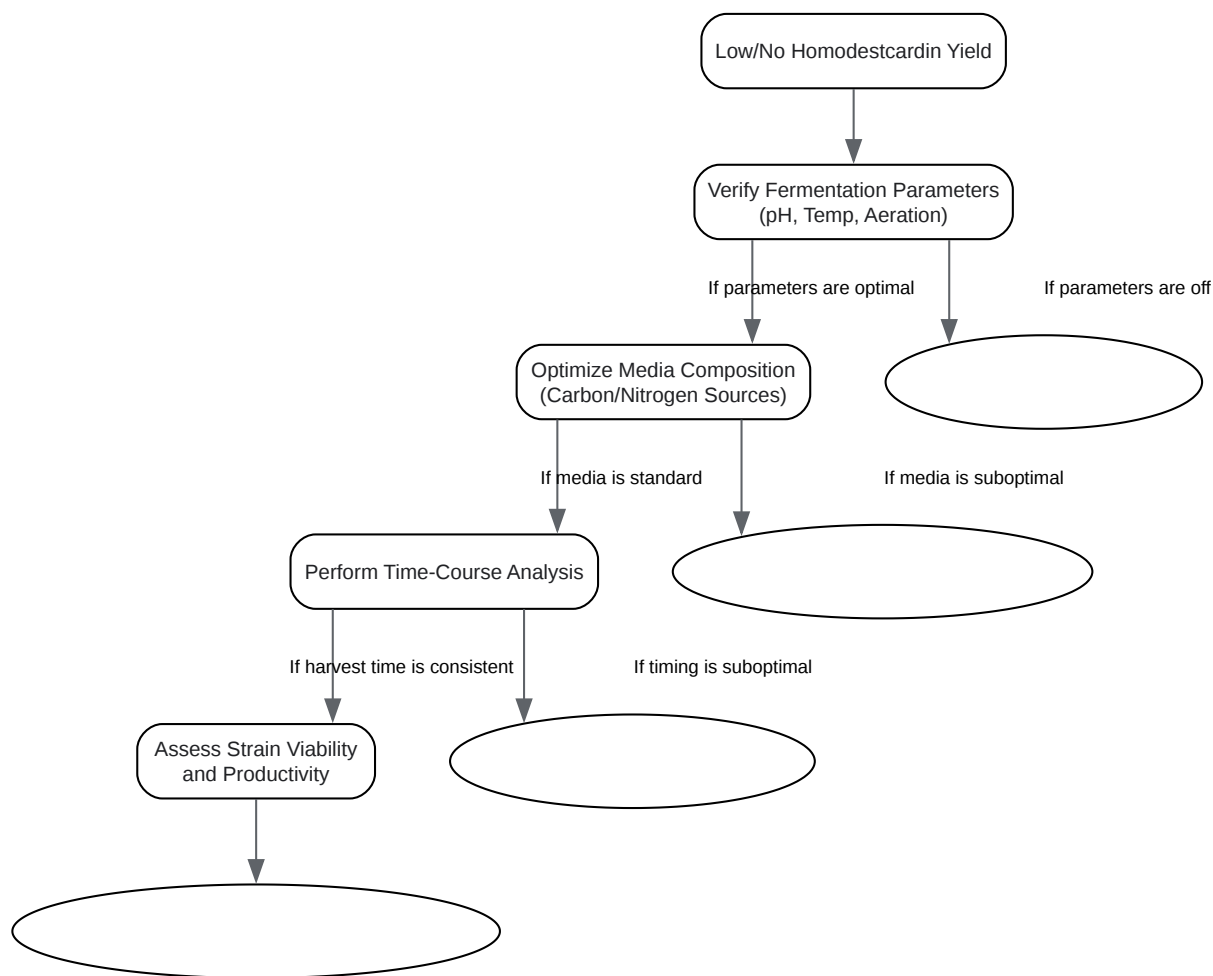 Low/No Homodestcardin Yield
Verify Fermentation Parameters
(pH, Temp, Aeration)
If parameters are optimal
If parameters are off
Optimize Media Composition
(Carbon/Nitrogen Sources)
If media is standard
If media is suboptimal
Perform Time-Course Analysis
If harvest time is consistent
If timing is suboptimal
Assess Strain Viability
and Productivity